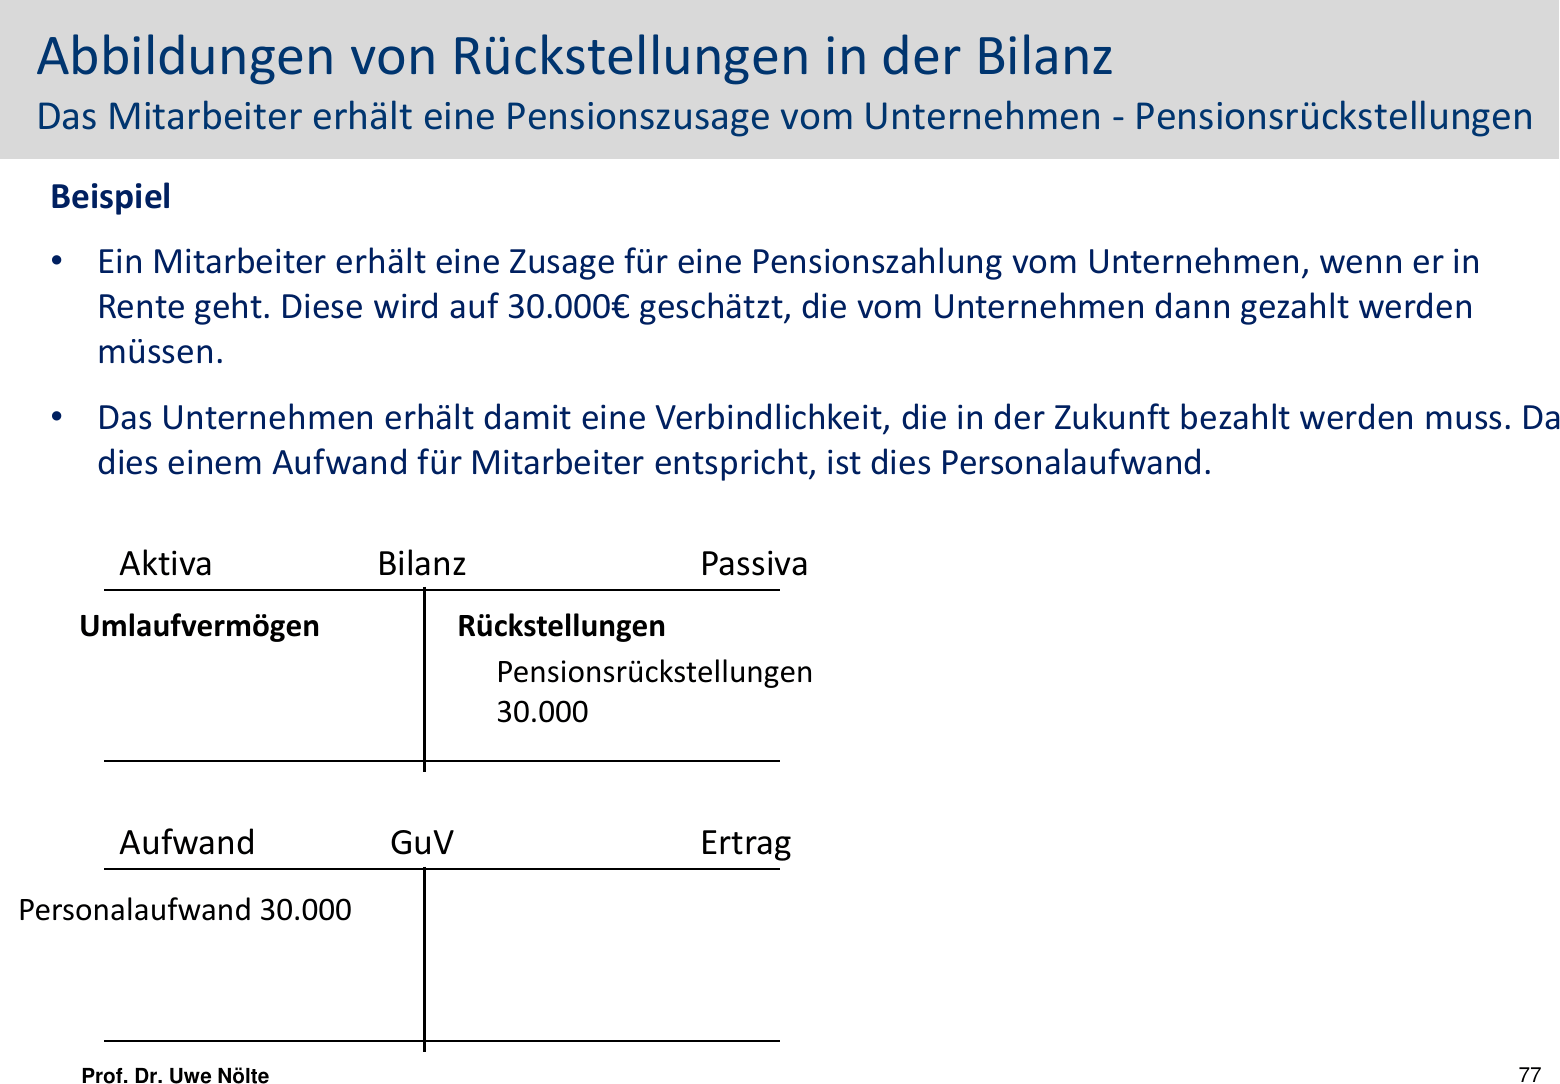 Abbildungen von Rückstellungen in der Bilanz
Das Mitarbeiter erhält eine Pensionszusage vom Unternehmen - Pensionsrückstellungen
Beispiel
• Ein Mitarbeiter erhält eine Zusage für eine Pensionszahlung vom Unternehmen, wenn er in
Rente geht. Diese wird auf 30.000€ geschätzt, die vom Unternehmen dann gezahlt werden
müssen.
• Das Unternehmen erhält damit eine Verbindlichkeit, die in der Zukunft bezahlt werden muss. Da
dies einem Aufwand für Mitarbeiter entspricht, ist dies Personalaufwand.
Aktiva Bilanz Passiva
Umlaufvermögen Rückstellungen
Pensionsrückstellungen
30.000
Aufwand GuV Ertrag
Personalaufwand 30.000
Prof. Dr. Uwe Nölte 77